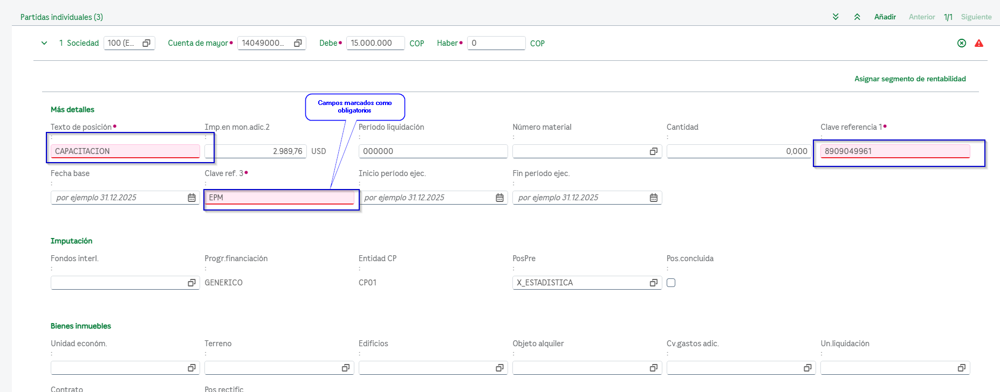 Partidas individuales (3) Añadir Anterior 1/1 Siguiente
1 Sociedad 100 (E... Cuenta de mayor 14049000... Debe 15.000.000 COP Haber 0 COP
Asignar segmento de rentabilidad
Campos marcados como
obligatorios
Más detalles
Texto de posición Imp.en mon.adic.2 Período liquidación Número material Cantidad Clave referencia 1
: : : : : :
CAPACITACION 2.989,76 USD 000000 0,000 8909049961
Fecha base Clave ref. 3 Inicio período ejec. Fin período ejec.
: : : :
por ejemplo 31.12.2025 EPM por ejemplo 31.12.2025 por ejemplo 31.12.2025
Imputación
Fondos interl. Progr.financiación Entidad CP PosPre Pos.concluida
: : : : :
GENERICO CP01 X_ESTADISTICA
Bienes inmuebles
Unidad económ. Terreno Edificios Objeto alquiler Cv.gastos adic. Un.liquidación
: : : : : :
Contrato Pos rectific